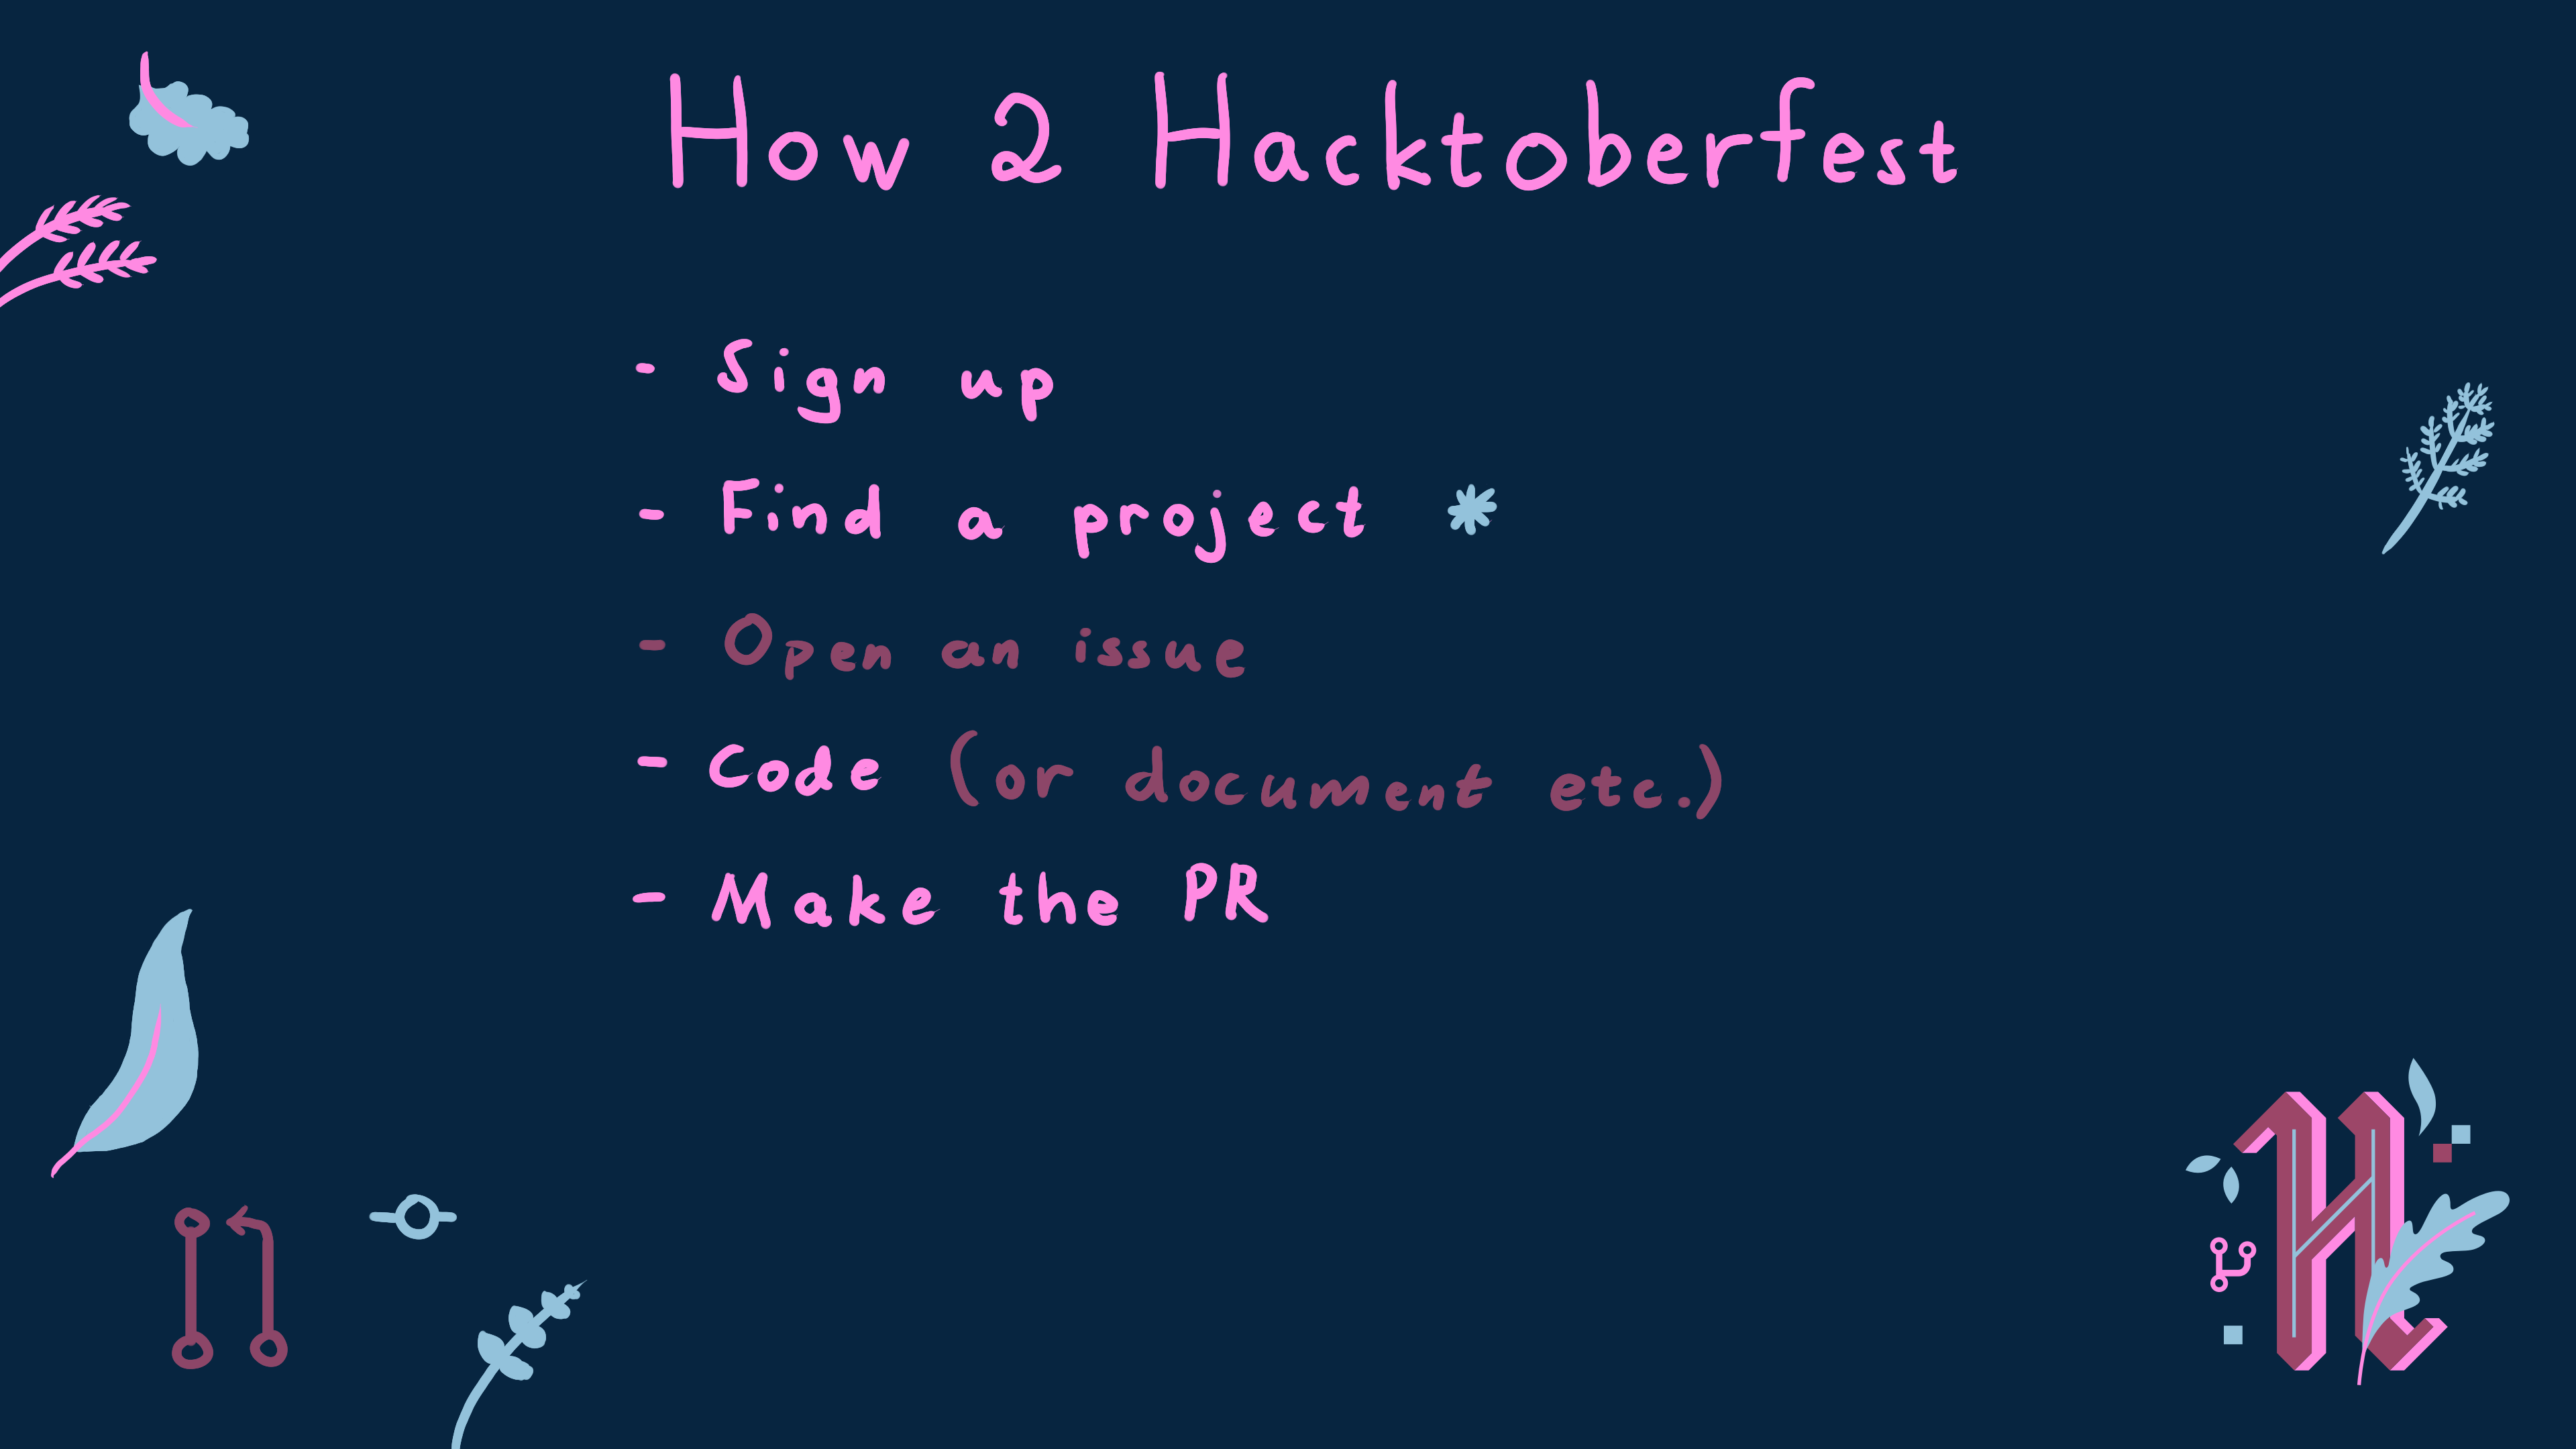 How 2 Hacktoberfest
- Sign up
- Find a project *
- Open an issue
- Code (or document etc.)
- Make the PR
H